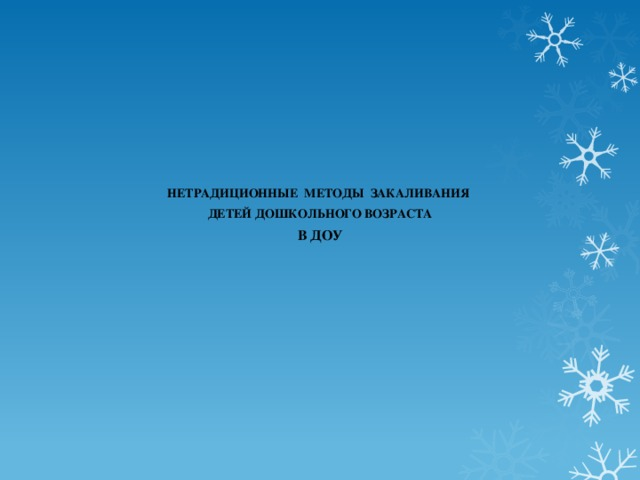 НЕТРАДИЦИОННЫЕ МЕТОДЫ ЗАКАЛИВАНИЯ
ДЕТЕЙ ДОШКОЛЬНОГО ВОЗРАСТА
В ДОУ